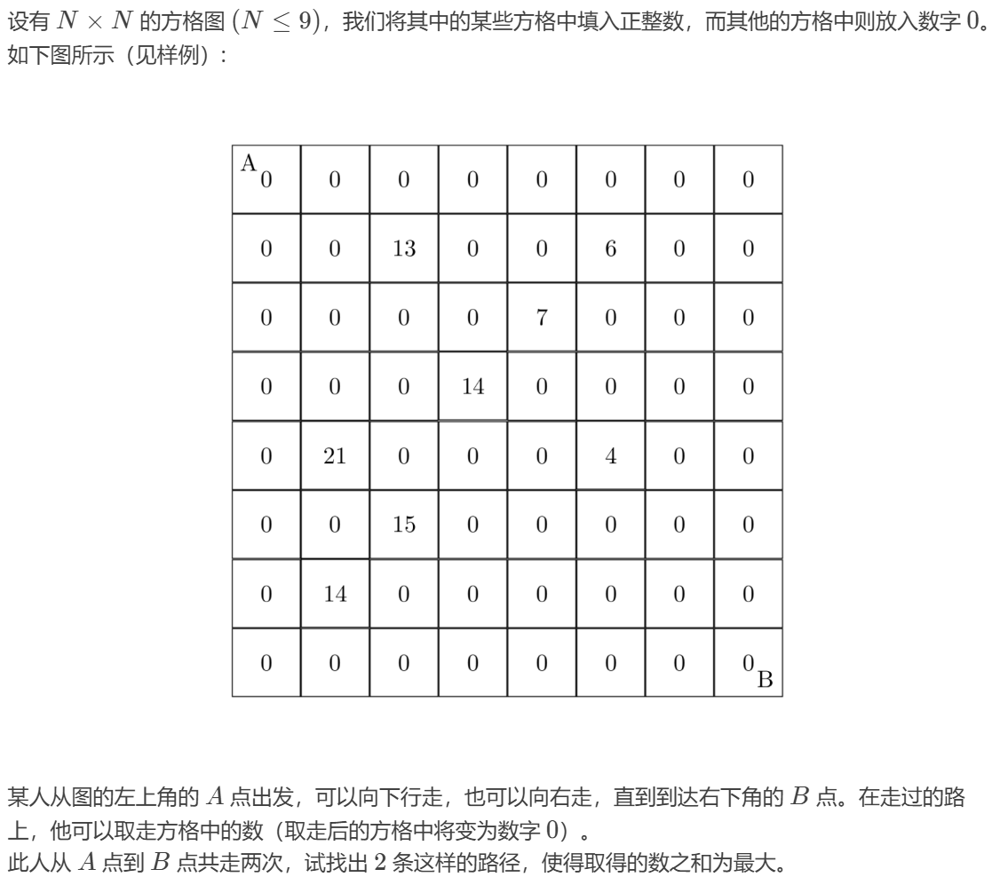 设有 N × N 的方格图 (N ≤ 9)，我们将其中的某些方格中填入正整数，而其他的方格中则放入数字 0。
如下图所示（见样例）：
A 0 0 0 0 0 0 0 0
0 0 13 0 0 6 0 0
0 0 0 0 7 0 0 0
0 0 0 14 0 0 0 0
0 21 0 0 0 4 0 0
0 0 15 0 0 0 0 0
0 14 0 0 0 0 0 0
0 0 0 0 0 0 0 0 B
某人从图的左上角的 A 点出发，可以向下行走，也可以向右走，直到到达右下角的 B 点。在走过的路
上，他可以取走方格中的数（取走后的方格中将变为数字 0）。
此人从 A 点到 B 点共走两次，试找出 2 条这样的路径，使得取得的数之和为最大。